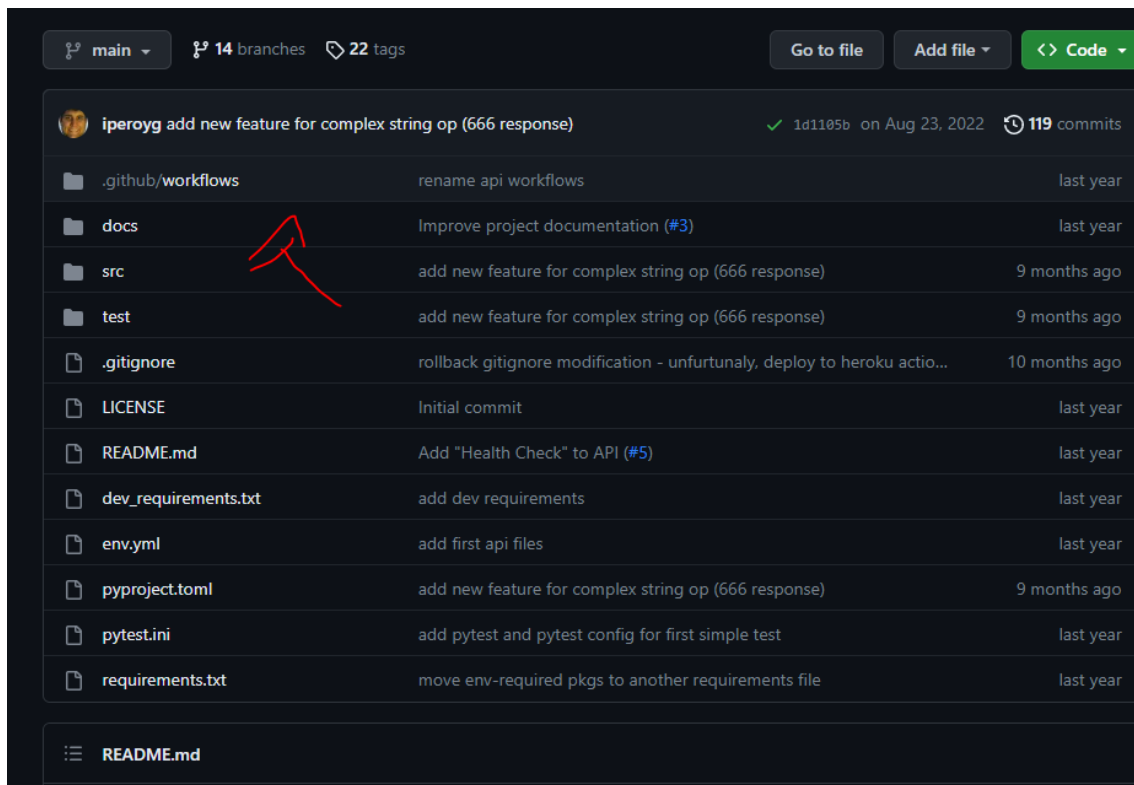 main 14 branches 22 tags Go to file Add file <> Code
iperoyg add new feature for complex string op (666 response) 1d1105b on Aug 23, 2022 119 commits
.github/workflows rename api workflows last year
docs Improve project documentation (#3) last year
src add new feature for complex string op (666 response) 9 months ago
test add new feature for complex string op (666 response) 9 months ago
.gitignore rollback gitignore modification - unfurtunaly, deploy to heroku actio... 10 months ago
LICENSE Initial commit last year
README.md Add "Health Check" to API (#5) last year
dev_requirements.txt add dev requirements last year
env.yml add first api files last year
pyproject.toml add new feature for complex string op (666 response) 9 months ago
pytest.ini add pytest and pytest config for first simple test last year
requirements.txt move env-required pkgs to another requirements file last year
README.md